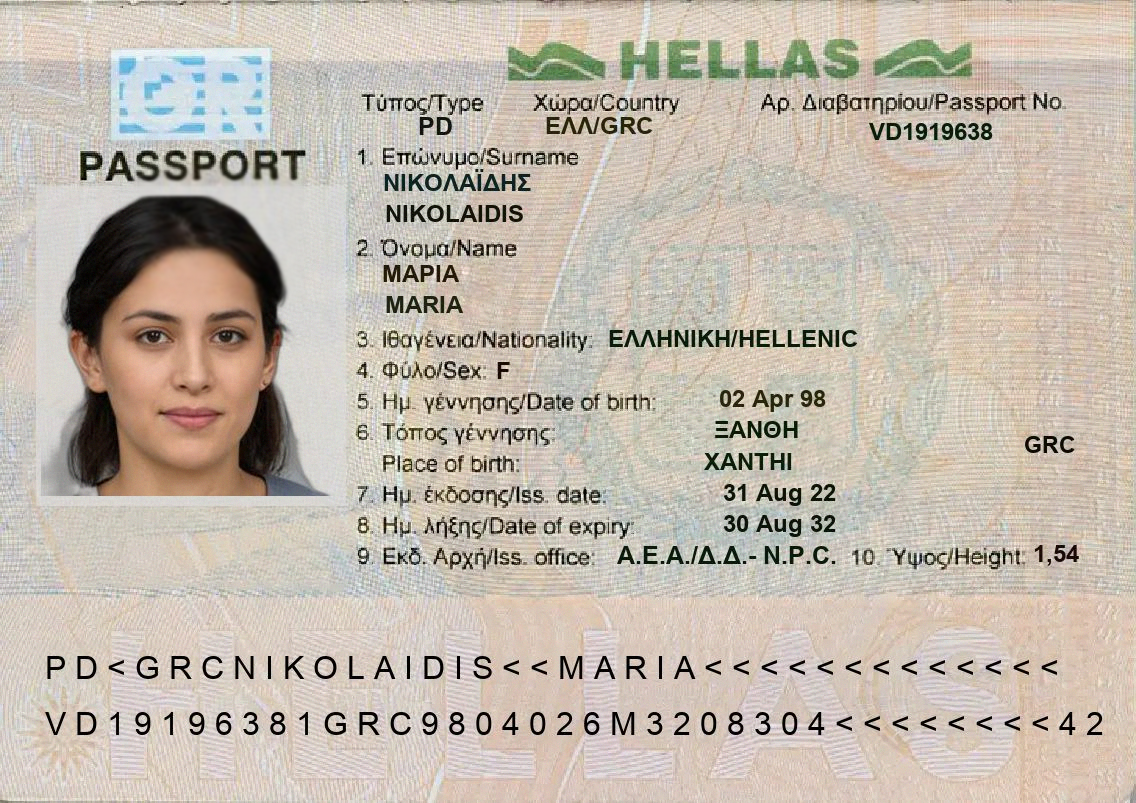 GR
HELLAS
PASSPORT
Τύπος/Type Χώρα/Country Αρ. Διαβατηρίου/Passport No.
PD ΕΛΛ/GRC VD1919638
1. Επώνυμο/Surname
ΝΙΚΟΛΑΪΔΗΣ
NIKOLAIDIS
2. Όνομα/Name
ΜΑΡΙΑ
MARIA
3. Ιθαγένεια/Nationality: ΕΛΛΗΝΙΚΗ/HELLENIC
4. Φύλο/Sex: F
5. Ημ. γέννησης/Date of birth: 02 Apr 98
6. Τόπος γέννησης: ΞΑΝΘΗ
Place of birth: XANTHI GRC
7. Ημ. έκδοσης/Iss. date: 31 Aug 22
8. Ημ. λήξης/Date of expiry: 30 Aug 32
9. Εκδ. Αρχή/Iss. office: Α.Ε.Α./Δ.Δ.- N.P.C. 10. Ύψος/Height: 1,54
HELLAS
PD<GRCNIKOLAIDIS<<MARIA<<<<<<<<<<<<<
VD19196381GRC9804026M3208304<<<<<<<<42